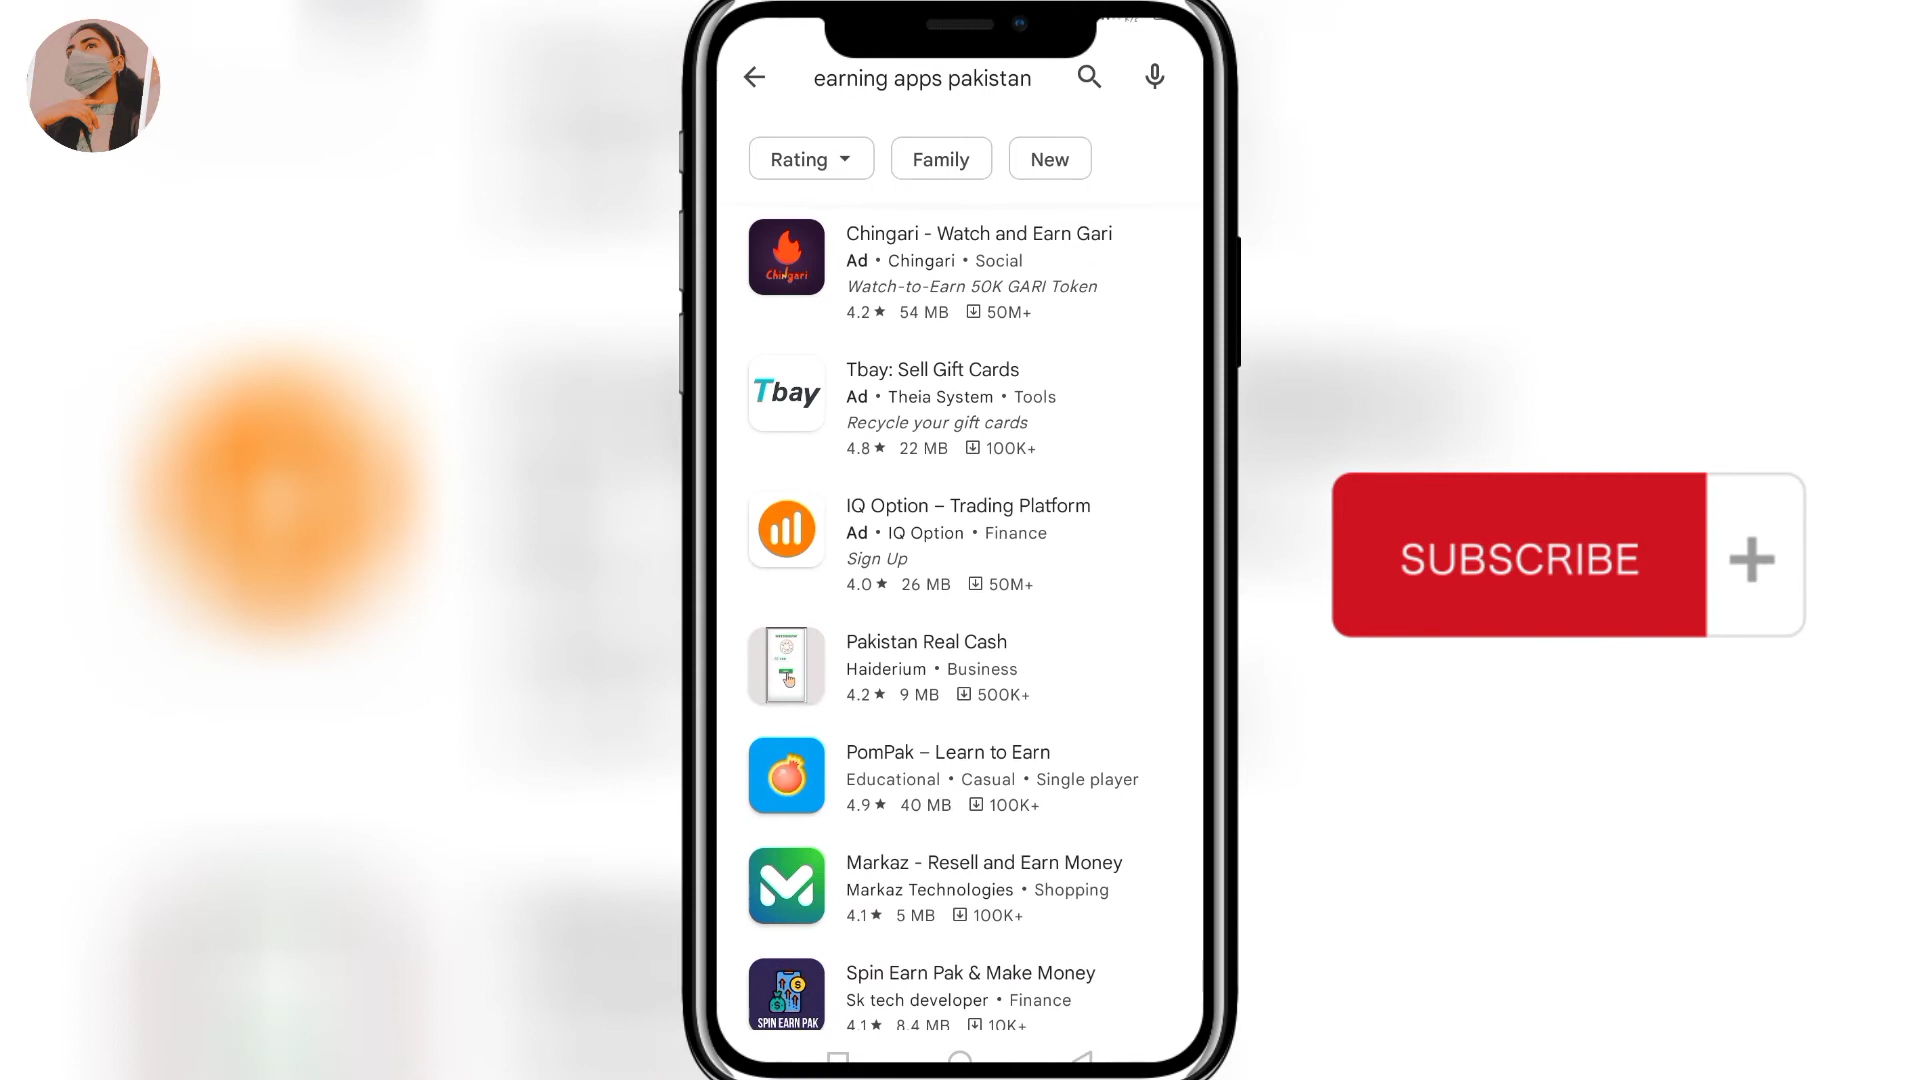 earning apps pakistan
Rating
Family
New
Chingari - Watch and Earn Gari
Ad • Chingari • Social
Watch-to-Earn 50K GARI Token
4.2★ 54 MB 50M+
Chingari
Tbay: Sell Gift Cards
Ad • Theia System • Tools
Recycle your gift cards
4.8★ 22 MB 100K+
Tbay
IQ Option – Trading Platform
Ad • IQ Option • Finance
Sign Up
4.0★ 26 MB 50M+
Pakistan Real Cash
Haiderium • Business
4.2★ 9 MB 500K+
PomPak – Learn to Earn
Educational • Casual • Single player
4.9★ 40 MB 100K+
Markaz - Resell and Earn Money
Markaz Technologies • Shopping
4.1★ 5 MB 100K+
Spin Earn Pak & Make Money
Sk tech developer • Finance
4.1★ 8.4 MB 10K+
SPIN EARN PAK
SUBSCRIBE